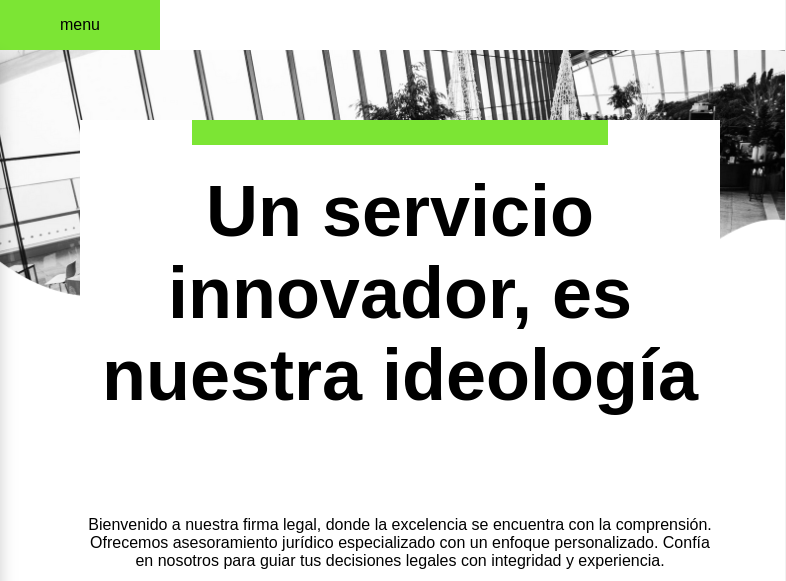 menu
Un servicio
innovador, es
nuestra ideología
Bienvenido a nuestra firma legal, donde la excelencia se encuentra con la comprensión.
Ofrecemos asesoramiento jurídico especializado con un enfoque personalizado. Confía
en nosotros para guiar tus decisiones legales con integridad y experiencia.